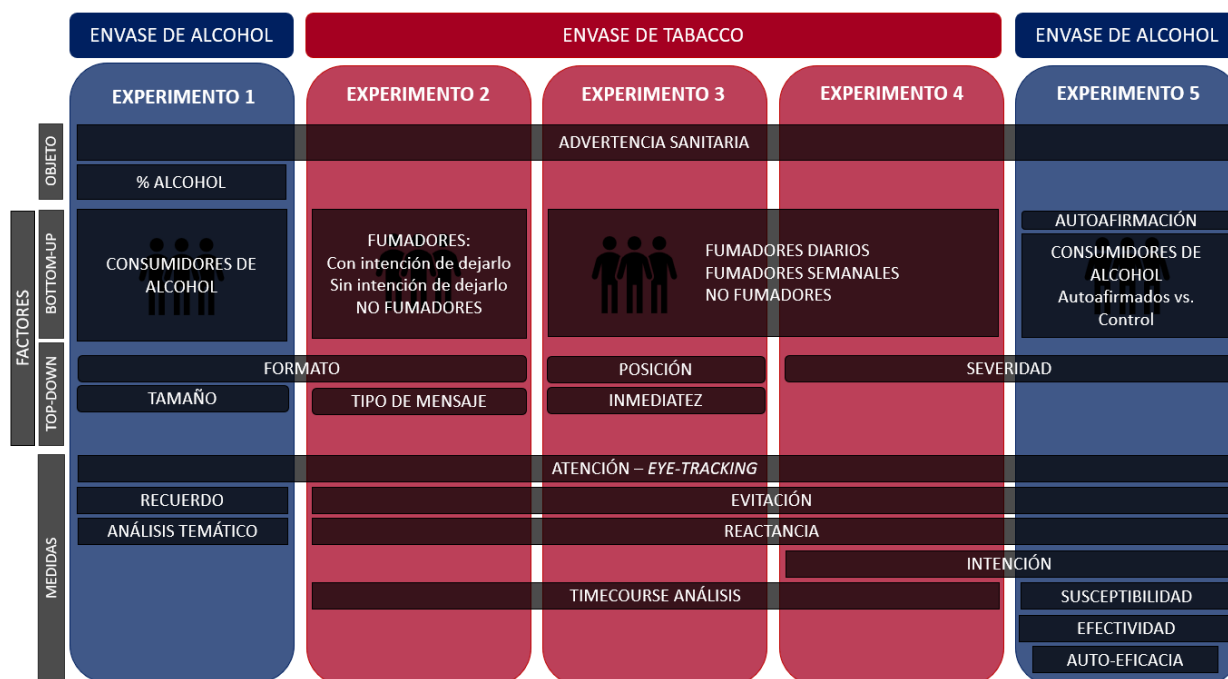 ENVASE DE ALCOHOL
ENVASE DE TABACCO
ENVASE DE ALCOHOL
EXPERIMENTO 1
EXPERIMENTO 2
EXPERIMENTO 3
EXPERIMENTO 4
EXPERIMENTO 5
OBJETO
ADVERTENCIA SANITARIA
% ALCOHOL
FACTORES
BOTTOM-UP
CONSUMIDORES DE
ALCOHOL
FUMADORES:
Con intención de dejarlo
Sin intención de dejarlo
NO FUMADORES
FUMADORES DIARIOS
FUMADORES SEMANALES
NO FUMADORES
AUTOAFIRMACIÓN
CONSUMIDORES DE
ALCOHOL
Autoafirmados vs.
Control
TOP-DOWN
FORMATO
POSICIÓN
SEVERIDAD
TAMAÑO
TIPO DE MENSAJE
INMEDIATEZ
MEDIDAS
ATENCIÓN – EYE-TRACKING
RECUERDO
EVITACIÓN
ANÁLISIS TEMÁTICO
REACTANCIA
INTENCIÓN
TIMECOURSE ANÁLISIS
SUSCEPTIBILIDAD
EFECTIVIDAD
AUTO-EFICACIA